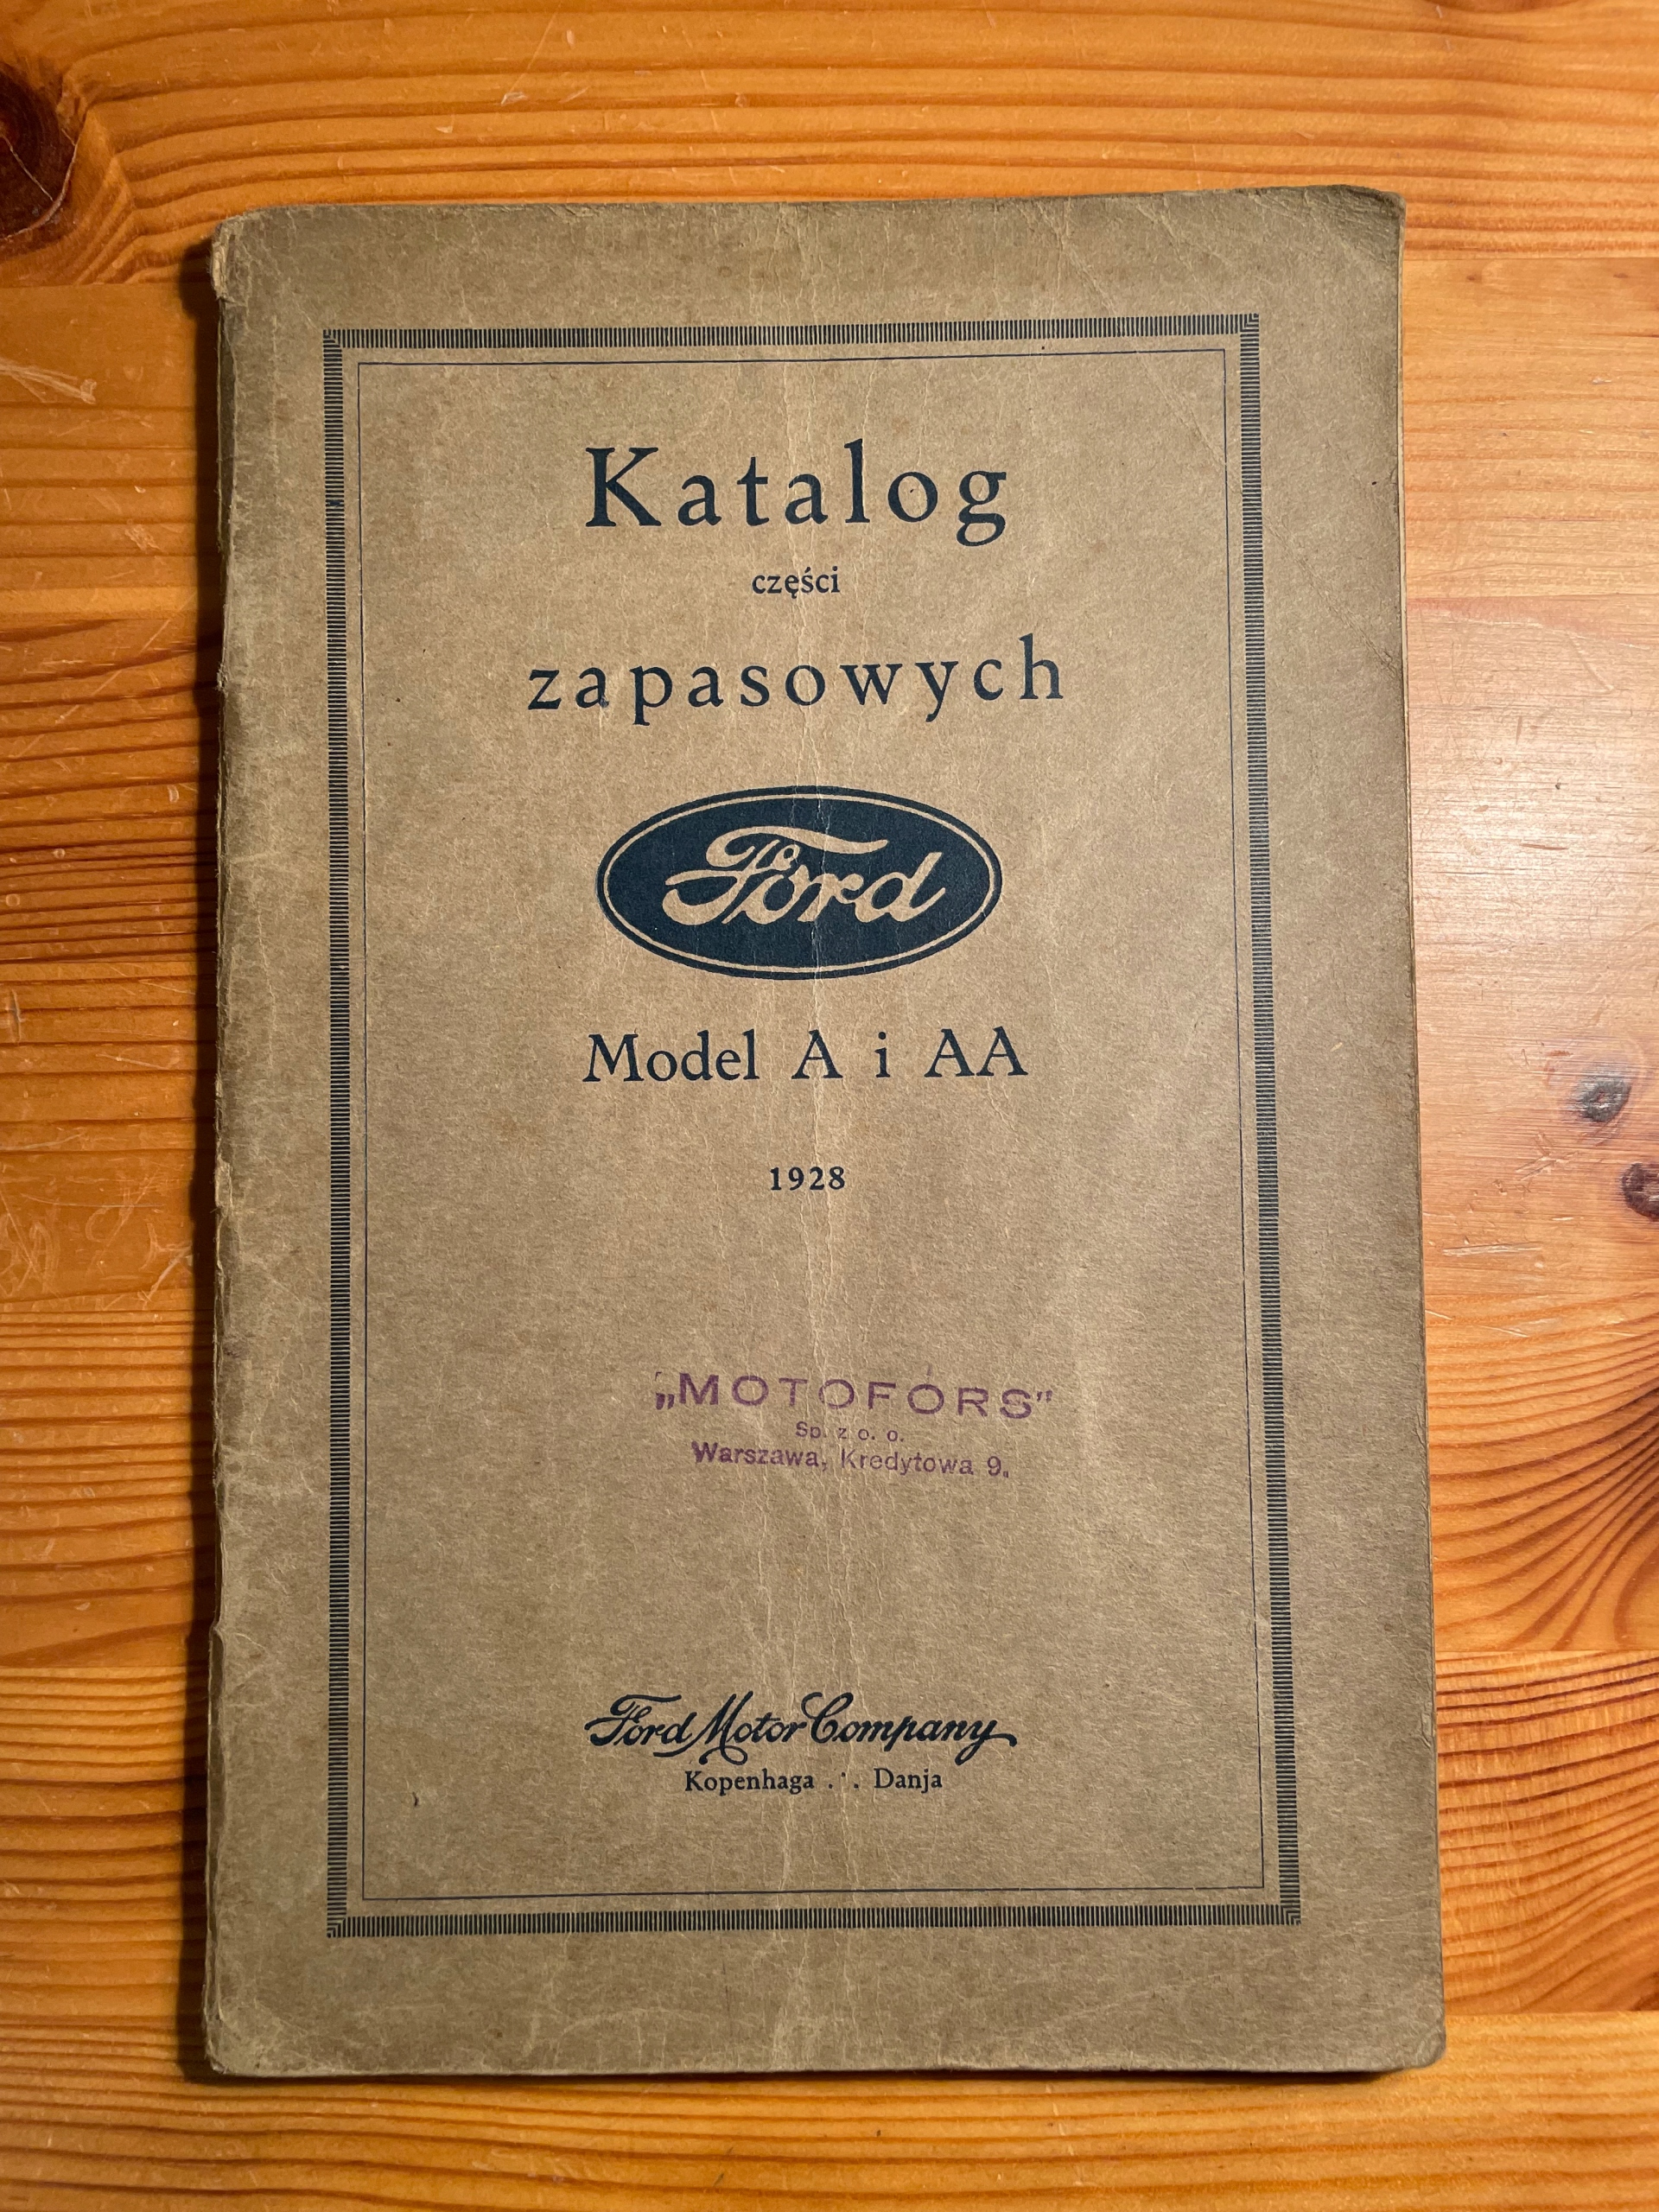 Katalog
części
zapasowych
Ford
Model A i AA
1928
„MOTOFORS"
Sp. z o. o.
Warszawa, Kredytowa 9.
Ford Motor Company
Kopenhaga .˙. Danja